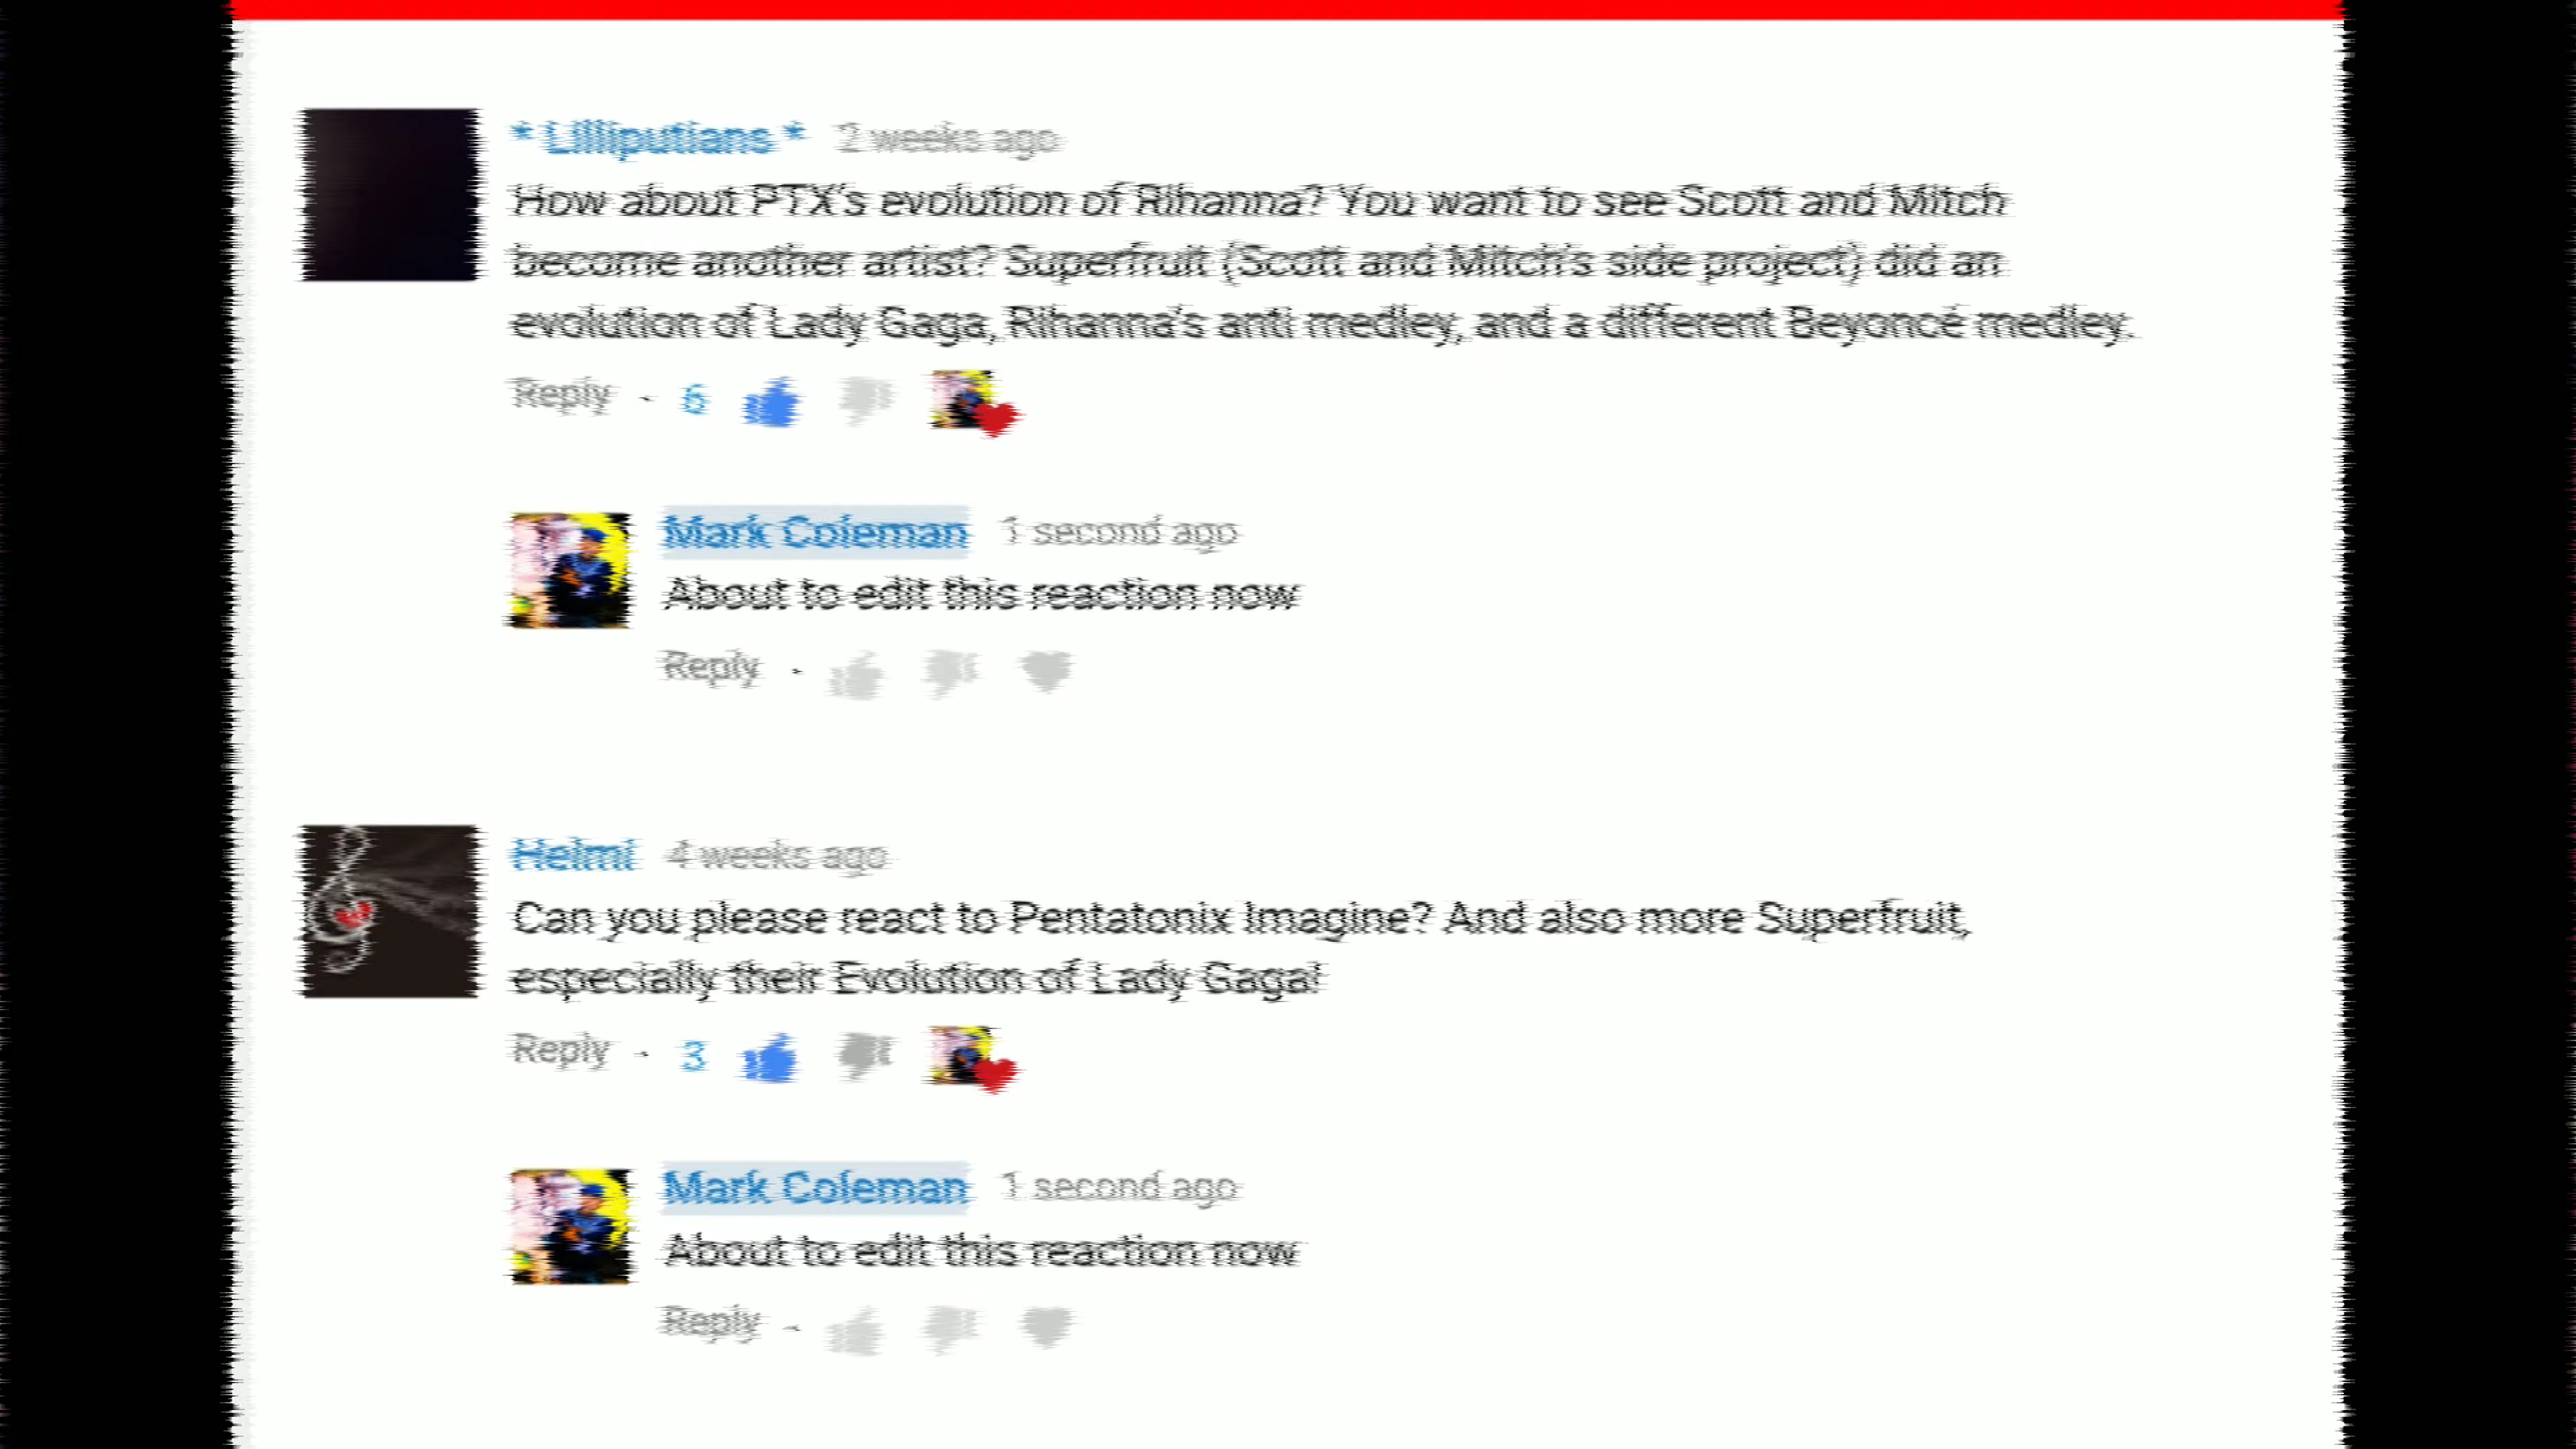 * Lilliputians * 2 weeks ago
How about PTX's evolution of Rihanna? You want to see Scott and Mitch
become another artist? Superfruit (Scott and Mitch's side project) did an
evolution of Lady Gaga, Rihanna's anti medley, and a different Beyoncé medley.
Reply · 6
Mark Coleman 1 second ago
About to edit this reaction now
Reply ·
Helmi 4 weeks ago
Can you please react to Pentatonix Imagine? And also more Superfruit,
especially their Evolution of Lady Gaga!
Reply · 3
Mark Coleman 1 second ago
About to edit this reaction now
Reply ·